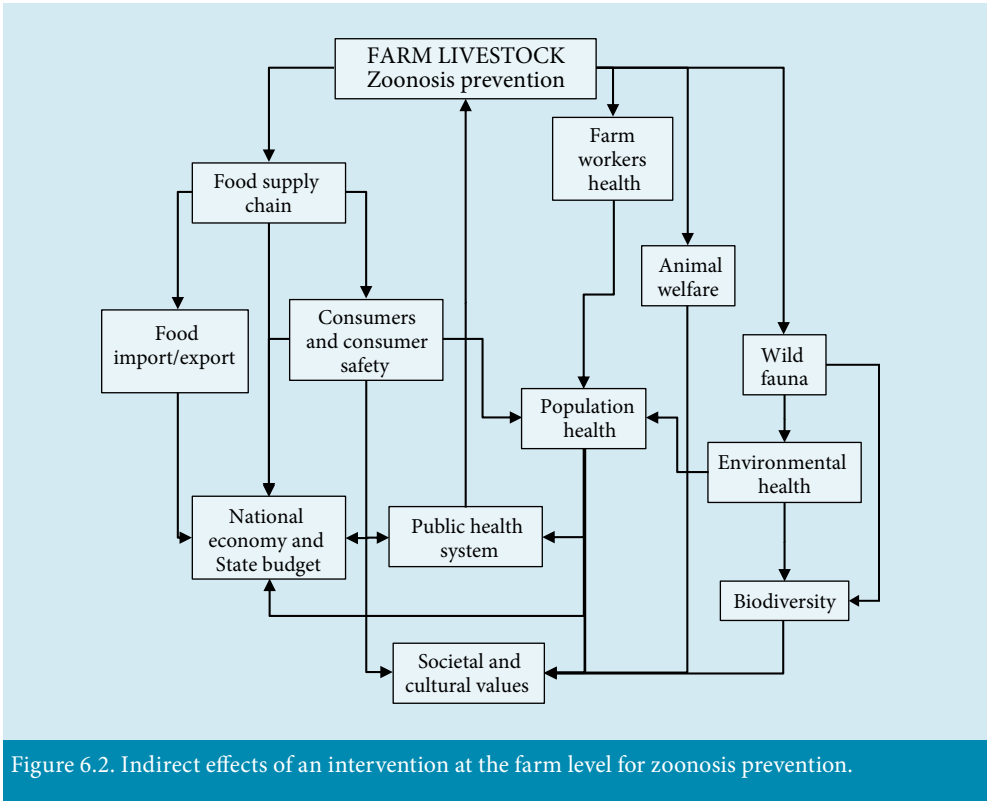 FARM LIVESTOCK
Zoonosis prevention
Farm
workers
health
Food supply
chain
Animal
welfare
Food
import/export
Consumers
and consumer
safety
Wild
fauna
Population
health
Environmental
health
National
economy and
State budget
Public health
system
Biodiversity
Societal and
cultural values
Figure 6.2. Indirect effects of an intervention at the farm level for zoonosis prevention.